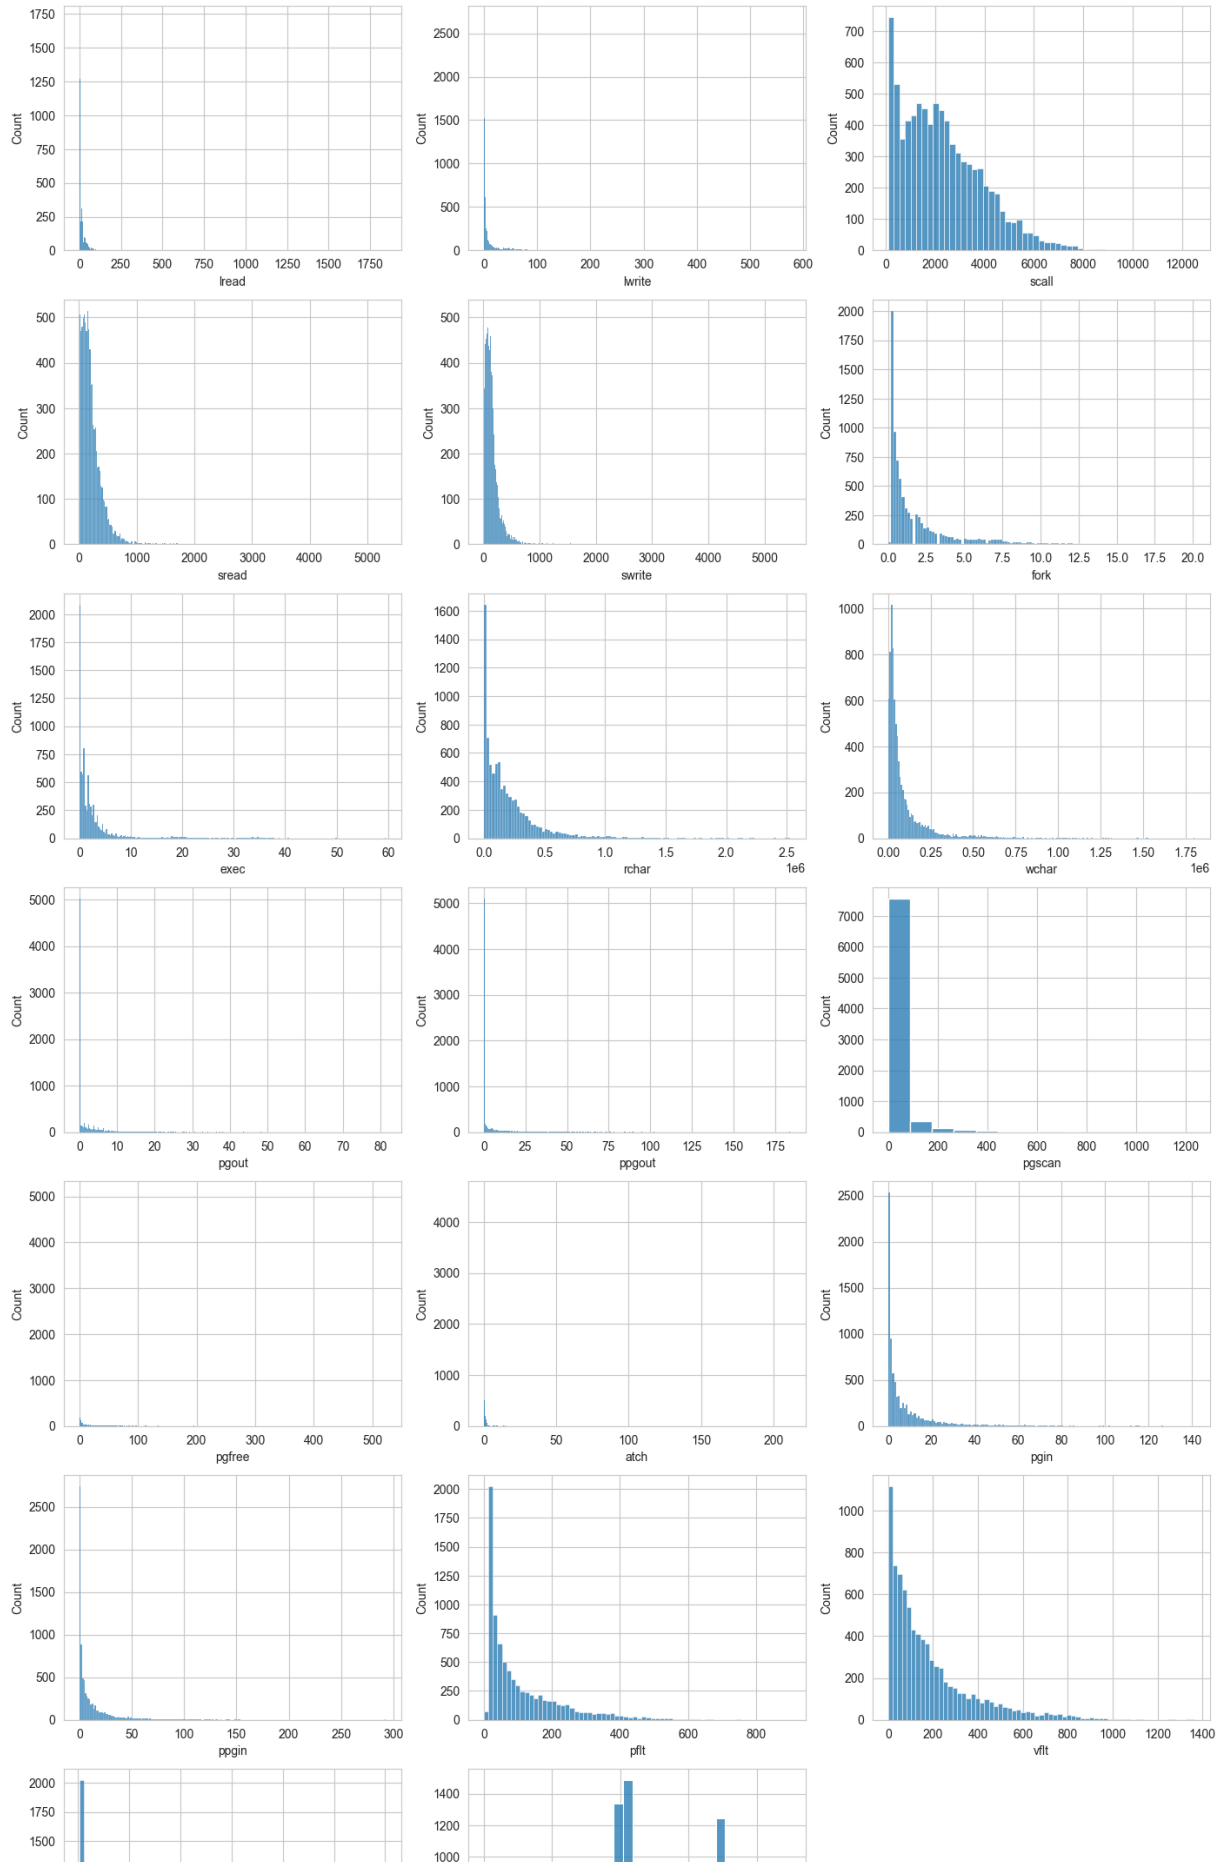 1750
1500
1250
1000
750
500
250
0
Count
0 250 500 750 1000 1250 1500 1750
lread
2500
2000
1500
1000
500
0
Count
0 100 200 300 400 500 600
lwrite
700
600
500
400
300
200
100
0
Count
0 2000 4000 6000 8000 10000 12000
scall
500
400
300
200
100
0
Count
0 1000 2000 3000 4000 5000
sread
500
400
300
200
100
0
Count
0 1000 2000 3000 4000 5000
swrite
2000
1750
1500
1250
1000
750
500
250
0
Count
0.0 2.5 5.0 7.5 10.0 12.5 15.0 17.5 20.0
fork
2000
1750
1500
1250
1000
750
500
250
0
Count
0 10 20 30 40 50 60
exec
1600
1400
1200
1000
800
600
400
200
0
Count
0.0 0.5 1.0 1.5 2.0 2.5
rchar 1e6
1000
800
600
400
200
0
Count
0.00 0.25 0.50 0.75 1.00 1.25 1.50 1.75
wchar 1e6
5000
4000
3000
2000
1000
0
Count
0 10 20 30 40 50 60 70 80
pgout
5000
4000
3000
2000
1000
0
Count
0 25 50 75 100 125 150 175
ppgout
7000
6000
5000
4000
3000
2000
1000
0
Count
0 200 400 600 800 1000 1200
pgscan
5000
4000
3000
2000
1000
0
Count
0 100 200 300 400 500
pgfree
4000
3000
2000
1000
0
Count
0 50 100 150 200
atch
2500
2000
1500
1000
500
0
Count
0 20 40 60 80 100 120 140
pgin
2500
2000
1500
1000
500
0
Count
0 50 100 150 200 250 300
ppgin
2000
1750
1500
1250
1000
750
500
250
0
Count
0 200 400 600 800
pflt
1000
800
600
400
200
0
Count
0 200 400 600 800 1000 1200 1400
vflt
2000
1750
1500
1400
1200
1000